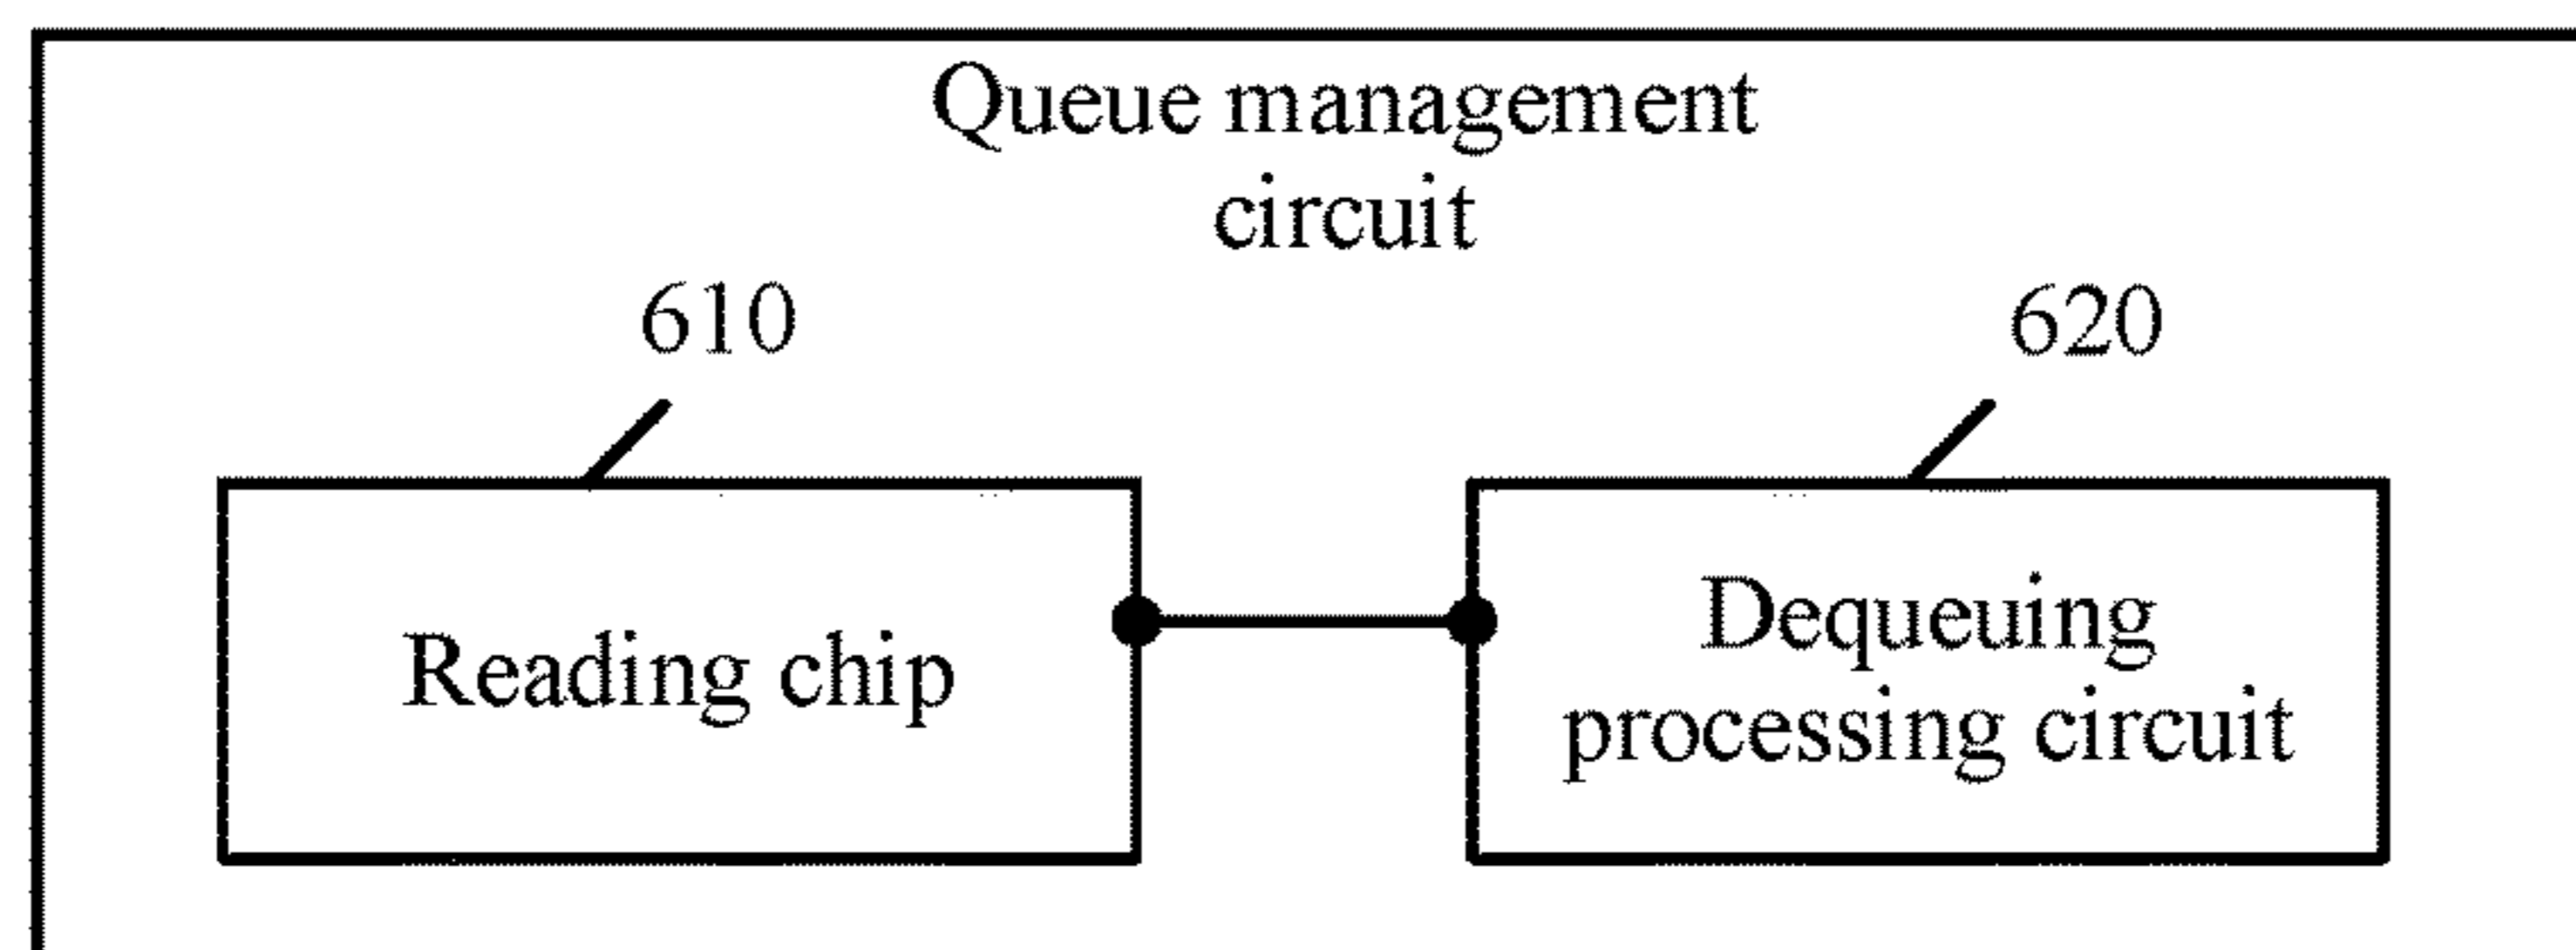 Queue management
circuit
610
620
Reading chip
Dequeuing
processing circuit